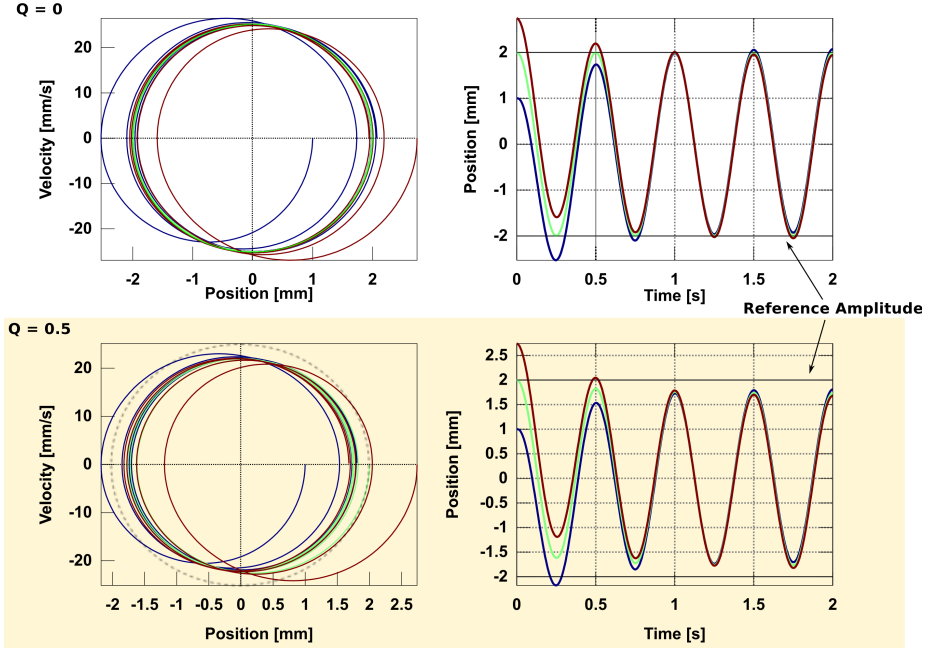 Q = 0
Velocity [mm/s]
20
10
0
-10
-20
-2 -1 0 1 2
Position [mm]
Position [mm]
2
1
0
-1
-2
0 0.5 1 1.5 2
Time [s]
Reference Amplitude
Q = 0.5
Velocity [mm/s]
20
10
0
-10
-20
-2 -1.5 -1 -0.5 0 0.5 1 1.5 2 2.5
Position [mm]
Position [mm]
2.5
2
1.5
1
0.5
0
-0.5
-1
-1.5
-2
0 0.5 1 1.5 2
Time [s]